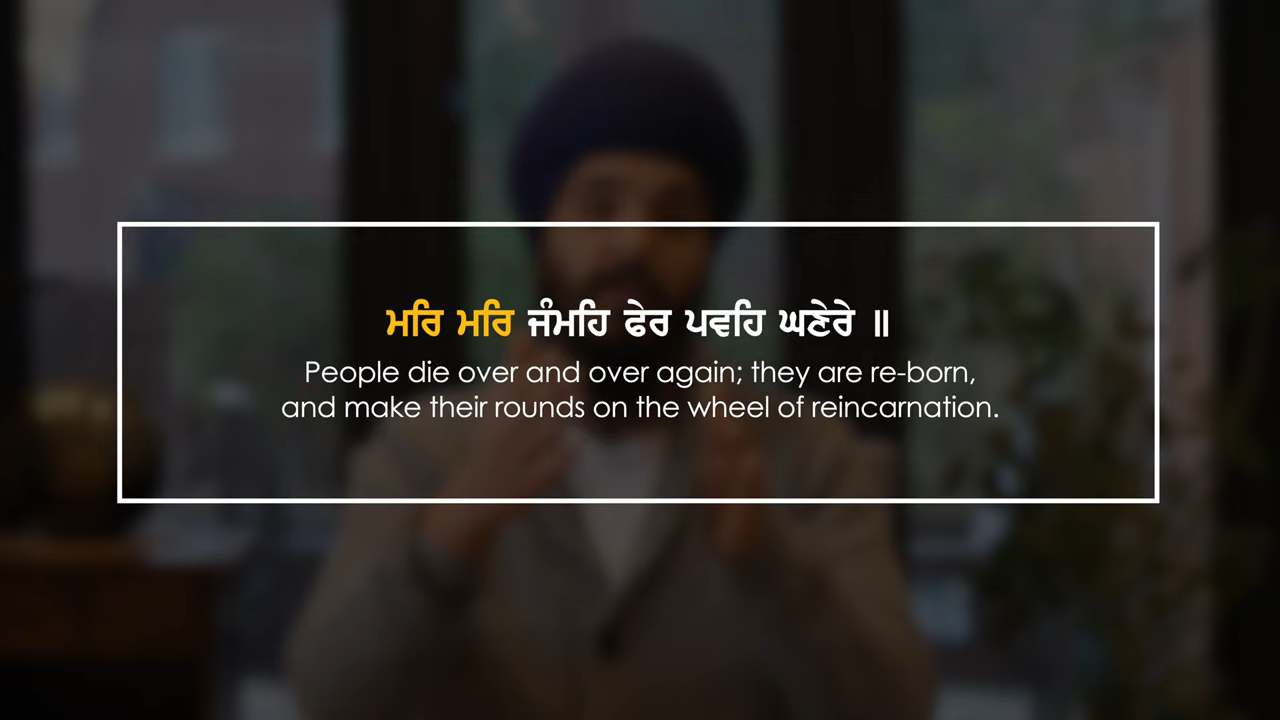 ਮਰਿ ਮਰਿ ਜੰਮਹਿ ਫੇਰ ਪਵਹਿ ਘਣੇਰੇ ॥
People die over and over again; they are re-born,
and make their rounds on the wheel of reincarnation.